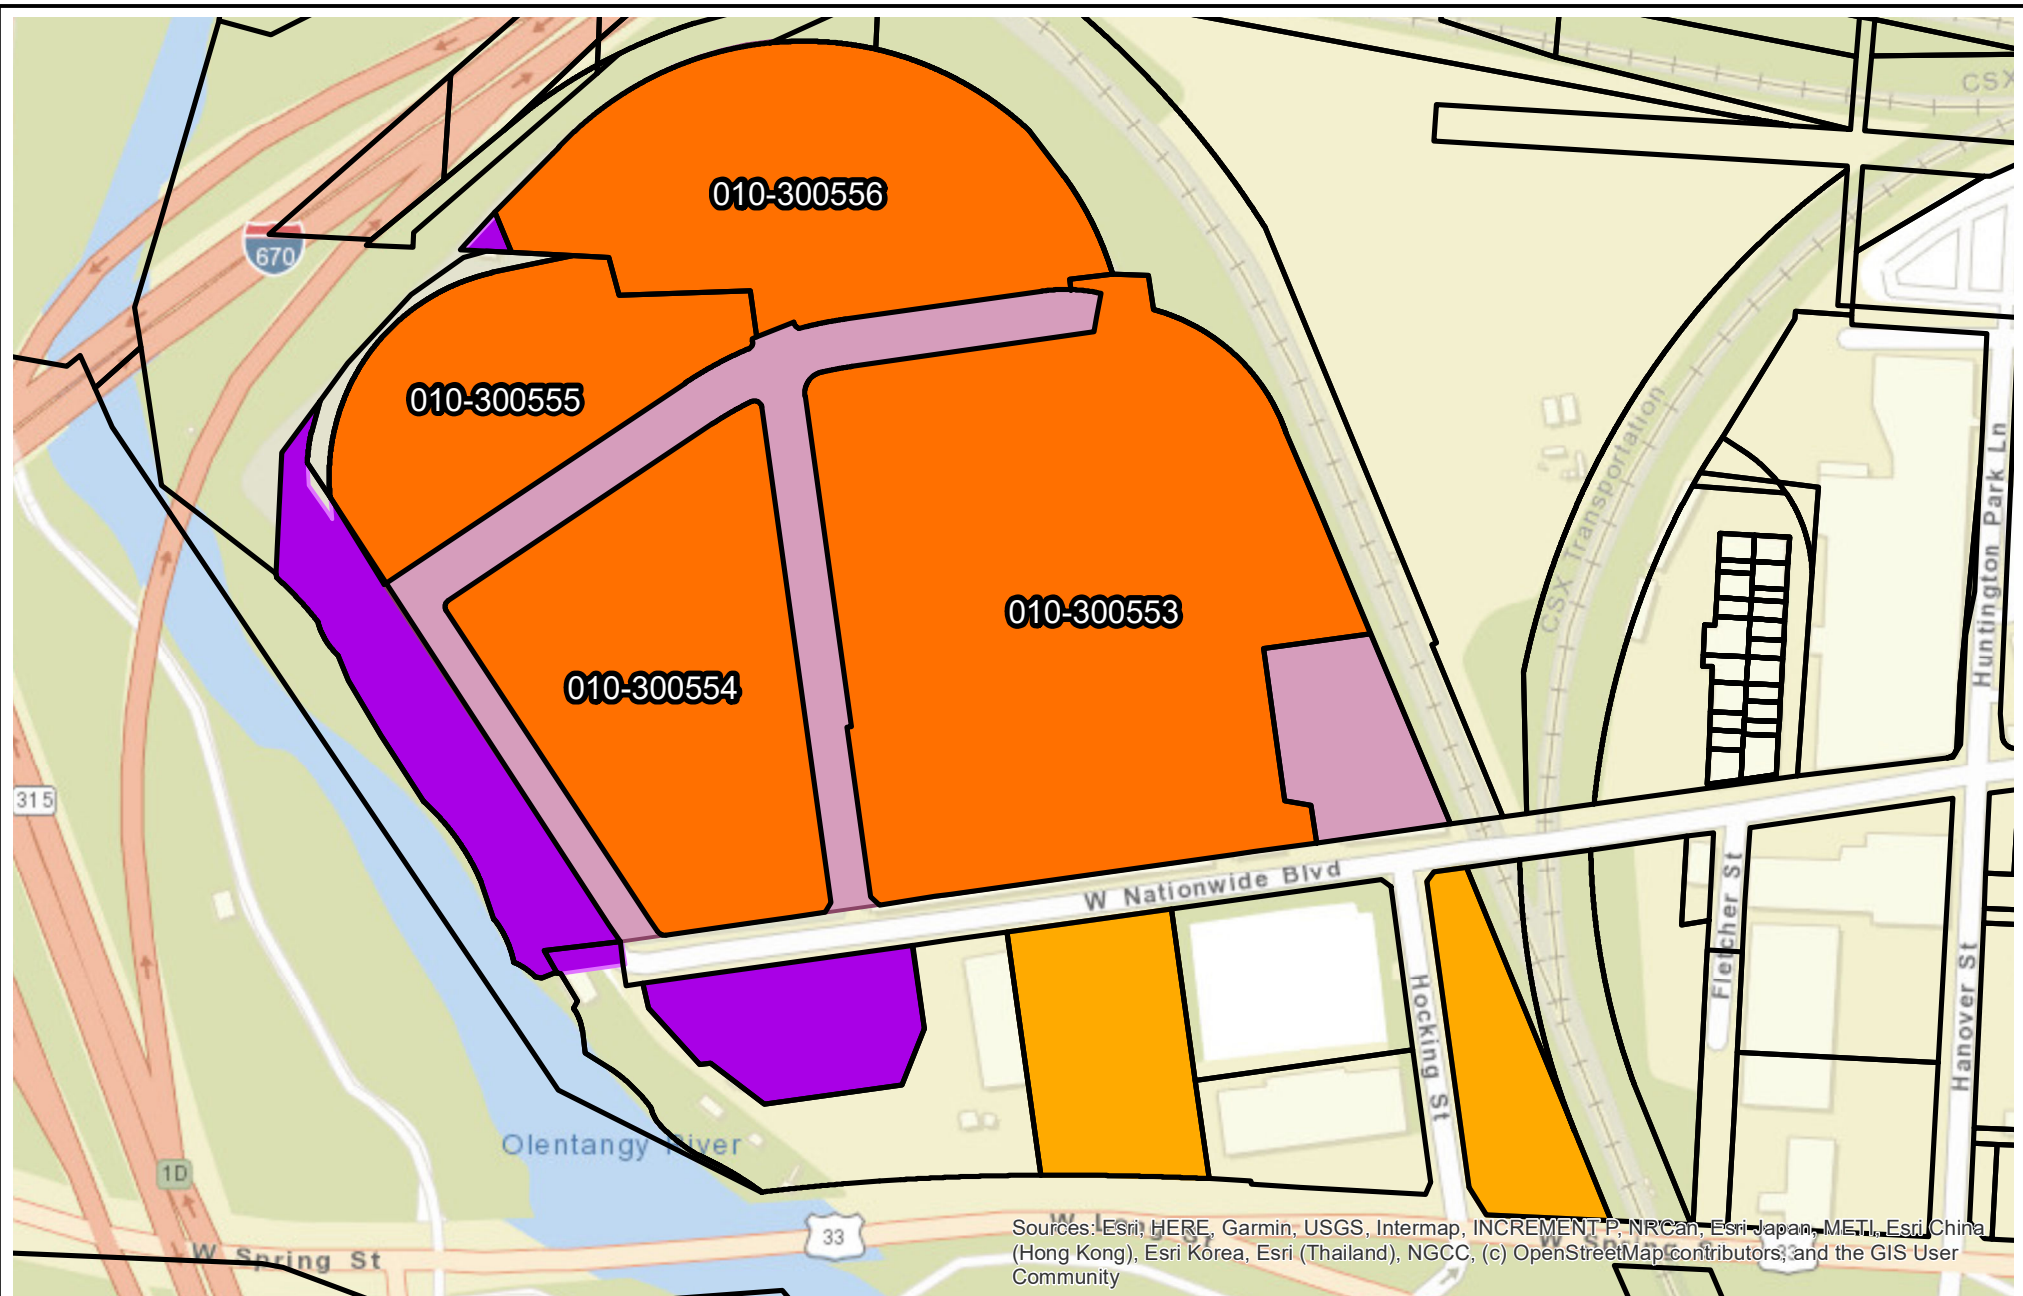 CSX
010-300556
670
010-300555
CSX Transportation
Huntington Park Ln
010-300553
010-300554
315
W Nationwide Blvd
Fletcher St
Hocking St
Hanover St
Olentangy River
1D
33
W Spring St
Sources: Esri, HERE, Garmin, USGS, Intermap, INCREMENT P, NRCan, Esri Japan, METI, Esri China
(Hong Kong), Esri Korea, Esri (Thailand), NGCC, (c) OpenStreetMap contributors, and the GIS User
Community